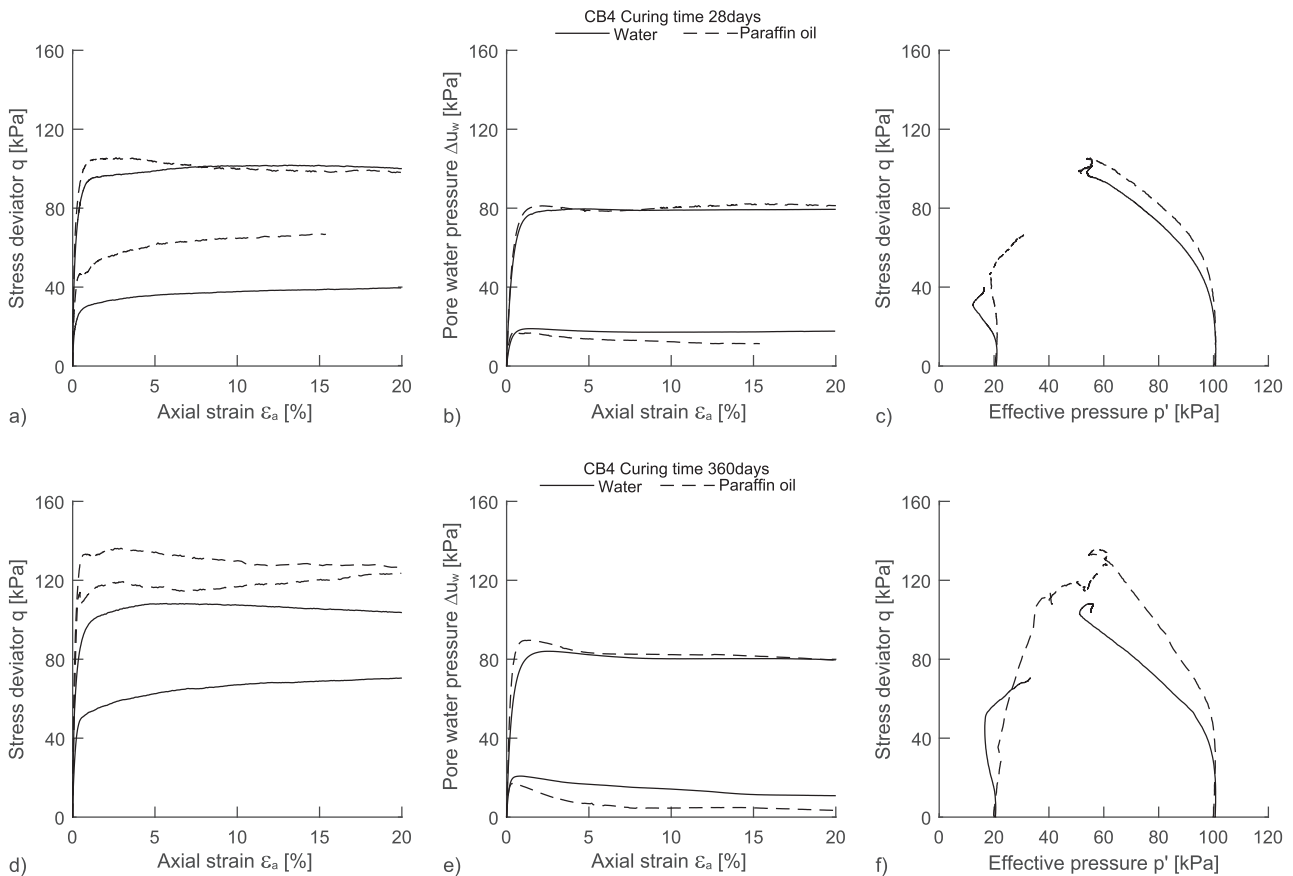 CB4 Curing time 28days
Water Paraffin oil
160
120
80
40
0
Stress deviator q [kPa]
0 5 10 15 20
a) Axial strain εa [%]
160
120
80
40
0
Pore water pressure Δuw [kPa]
0 5 10 15 20
b) Axial strain εa [%]
160
120
80
40
0
Stress deviator q [kPa]
0 20 40 60 80 100 120
c) Effective pressure p' [kPa]
CB4 Curing time 360days
Water Paraffin oil
160
120
80
40
0
Stress deviator q [kPa]
0 5 10 15 20
d) Axial strain εa [%]
160
120
80
40
0
Pore water pressure Δuw [kPa]
0 5 10 15 20
e) Axial strain εa [%]
160
120
80
40
0
Stress deviator q [kPa]
0 20 40 60 80 100 120
f) Effective pressure p' [kPa]